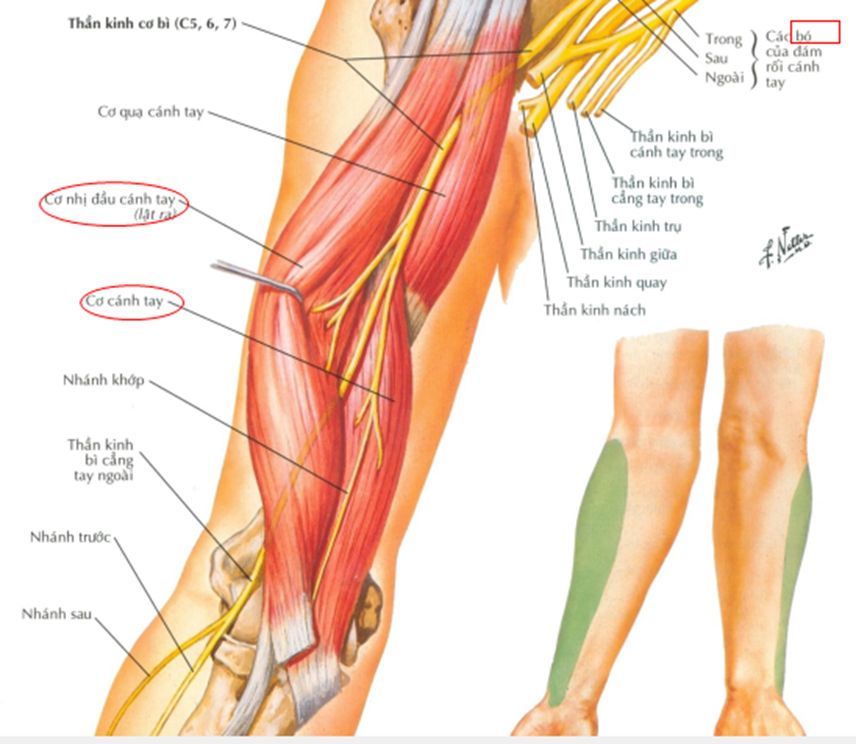 Thần kinh cơ bì (C5, 6, 7)
Cơ quạ cánh tay
Cơ nhị đầu cánh tay
(lật ra)
Cơ cánh tay
Nhánh khớp
Thần kinh
bì cẳng
tay ngoài
Nhánh trước
Nhánh sau
Trong
Sau
Ngoài
Các bó
của đám
rối cánh
tay
Thần kinh bì
cánh tay trong
Thần kinh bì
cẳng tay trong
Thần kinh trụ
Thần kinh giữa
Thần kinh quay
Thần kinh nách
F. Netter